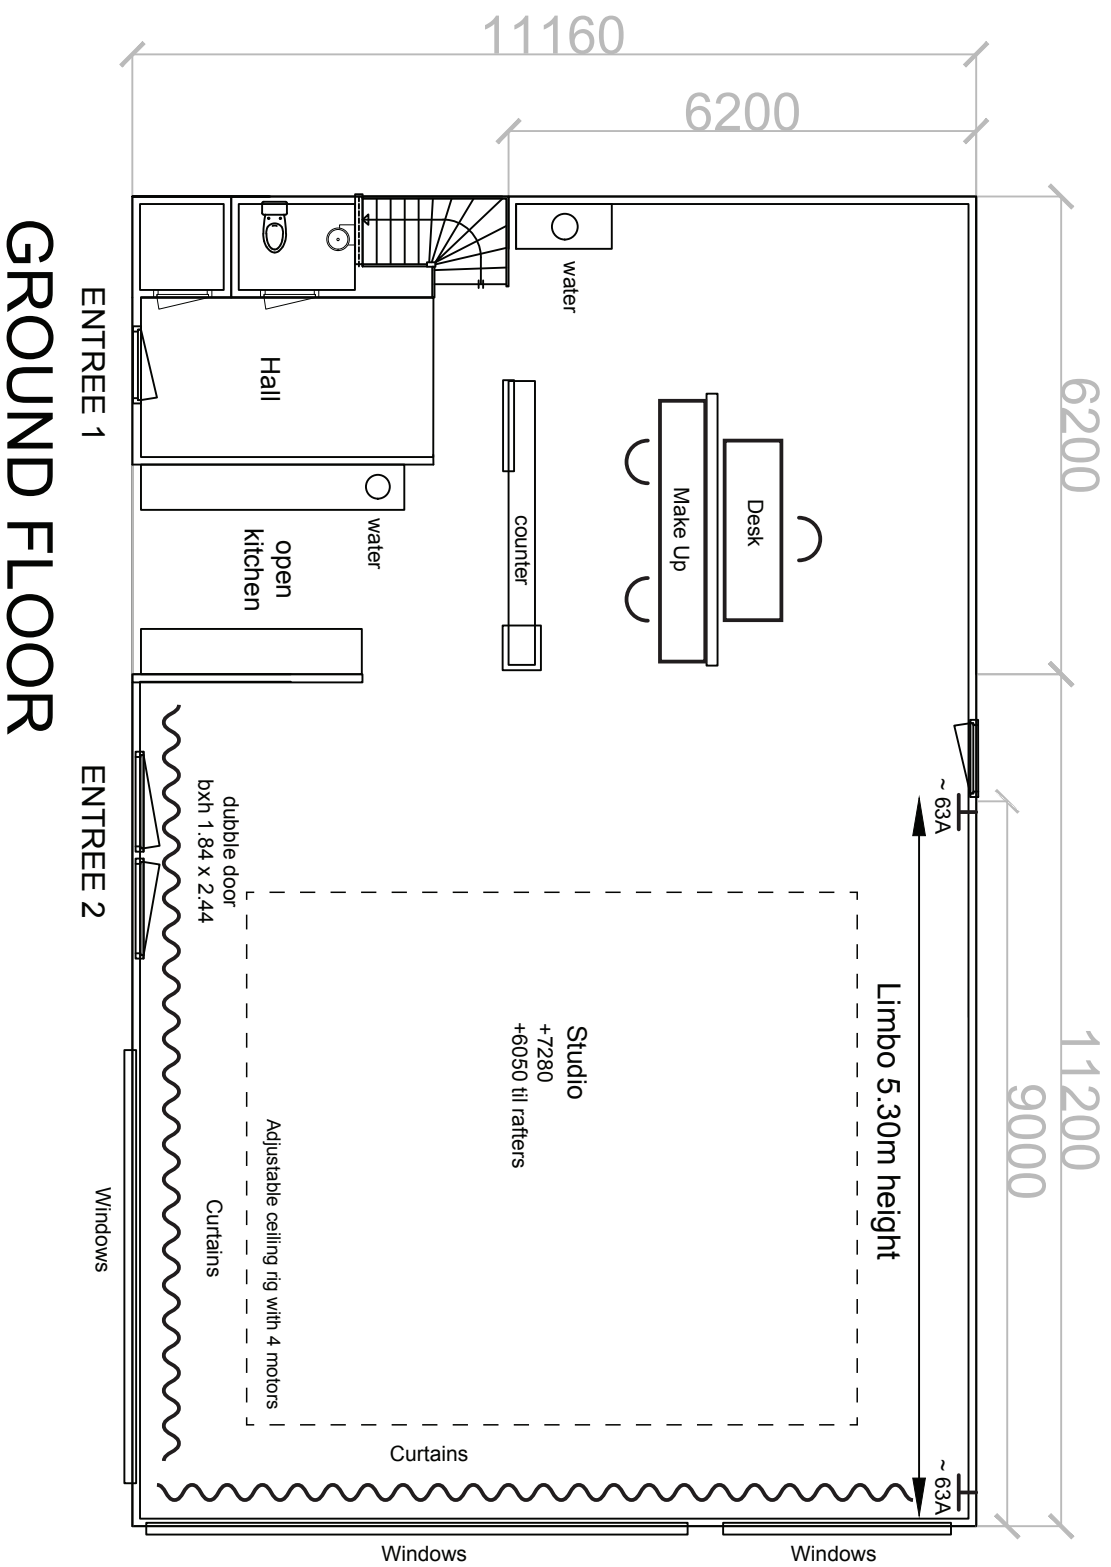 11160
6200
6200
11200
9000
GROUND FLOOR
ENTREE 1
ENTREE 2
Hall
water
water
open
kitchen
counter
Make Up
Desk
dubble door
bxh 1.84 x 2.44
~ 63A
Limbo 5.30m height
Studio
+7280
+6050 til rafters
Adjustable ceiling rig with 4 motors
Curtains
Windows
Curtains
~ 63A
Windows
Windows